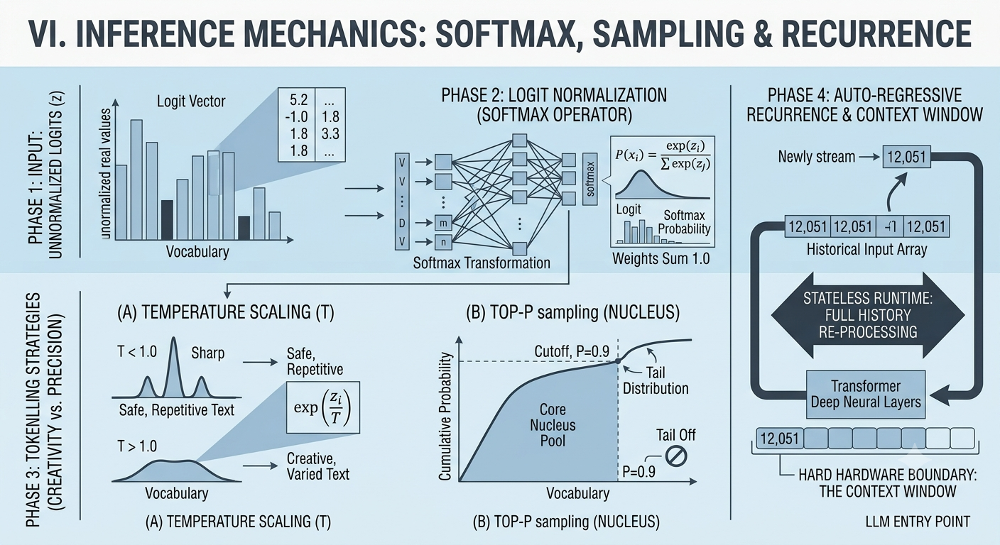 VI. INFERENCE MECHANICS: SOFTMAX, SAMPLING & RECURRENCE
PHASE 1: INPUT:
UNNORMALIZED LOGITS (z)
unormalized real values
Logit Vector
5.2 ...
-1.0 1.8
1.8 3.3
1.8 ...
Vocabulary
PHASE 2: LOGIT NORMALIZATION
(SOFTMAX OPERATOR)
V
V
⋮
D m
V n
⋮
⋮
softmax
Softmax Transformation
P(xᵢ) = exp(zᵢ) / ∑ exp(zⱼ)
Logit
Softmax
Probability
Weights Sum 1.0
PHASE 3: TOKENLLING STRATEGIES
(CREATIVITY vs. PRECISION)
(A) TEMPERATURE SCALING (T)
T < 1.0
Sharp
Safe,
Repetitive
Safe, Repetitive Text
exp(zᵢ/T)
T > 1.0
Creative,
Varied Text
Vocabulary
(A) TEMPERATURE SCALING (T)
(B) TOP-P sampling (NUCLEUS)
Cumulative Probability
Cutoff, P=0.9
Tail
Distribution
Core
Nucleus
Pool
Tail Off
P=0.9
Vocabulary
(B) TOP-P sampling (NUCLEUS)
PHASE 4: AUTO-REGRESSIVE
RECURRENCE & CONTEXT WINDOW
Newly stream
12,051
12,051 12,051 12,051
Historical Input Array
STATELESS RUNTIME:
FULL HISTORY
RE-PROCESSING
Transformer
Deep Neural Layers
12,051
HARD HARDWARE BOUNDARY:
THE CONTEXT WINDOW
LLM ENTRY POINT